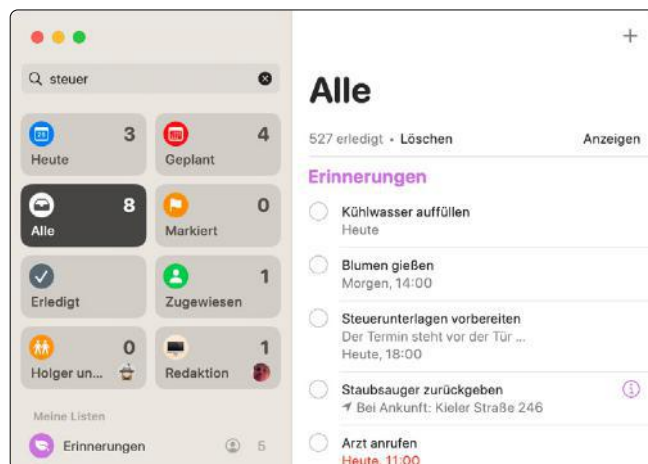 steuer
3
Heute
4
Geplant
8
Alle
0
Markiert
Erledigt
1
Zugewiesen
0
Holger un...
1
Redaktion
Meine Listen
Erinnerungen 5
+
Alle
527 erledigt • Löschen Anzeigen
Erinnerungen
Kühlwasser auffüllen
Heute
Blumen gießen
Morgen, 14:00
Steuerunterlagen vorbereiten
Der Termin steht vor der Tür ...
Heute, 18:00
Staubsauger zurückgeben
Bei Ankunft: Kieler Straße 246
Arzt anrufen
Heute, 11:00